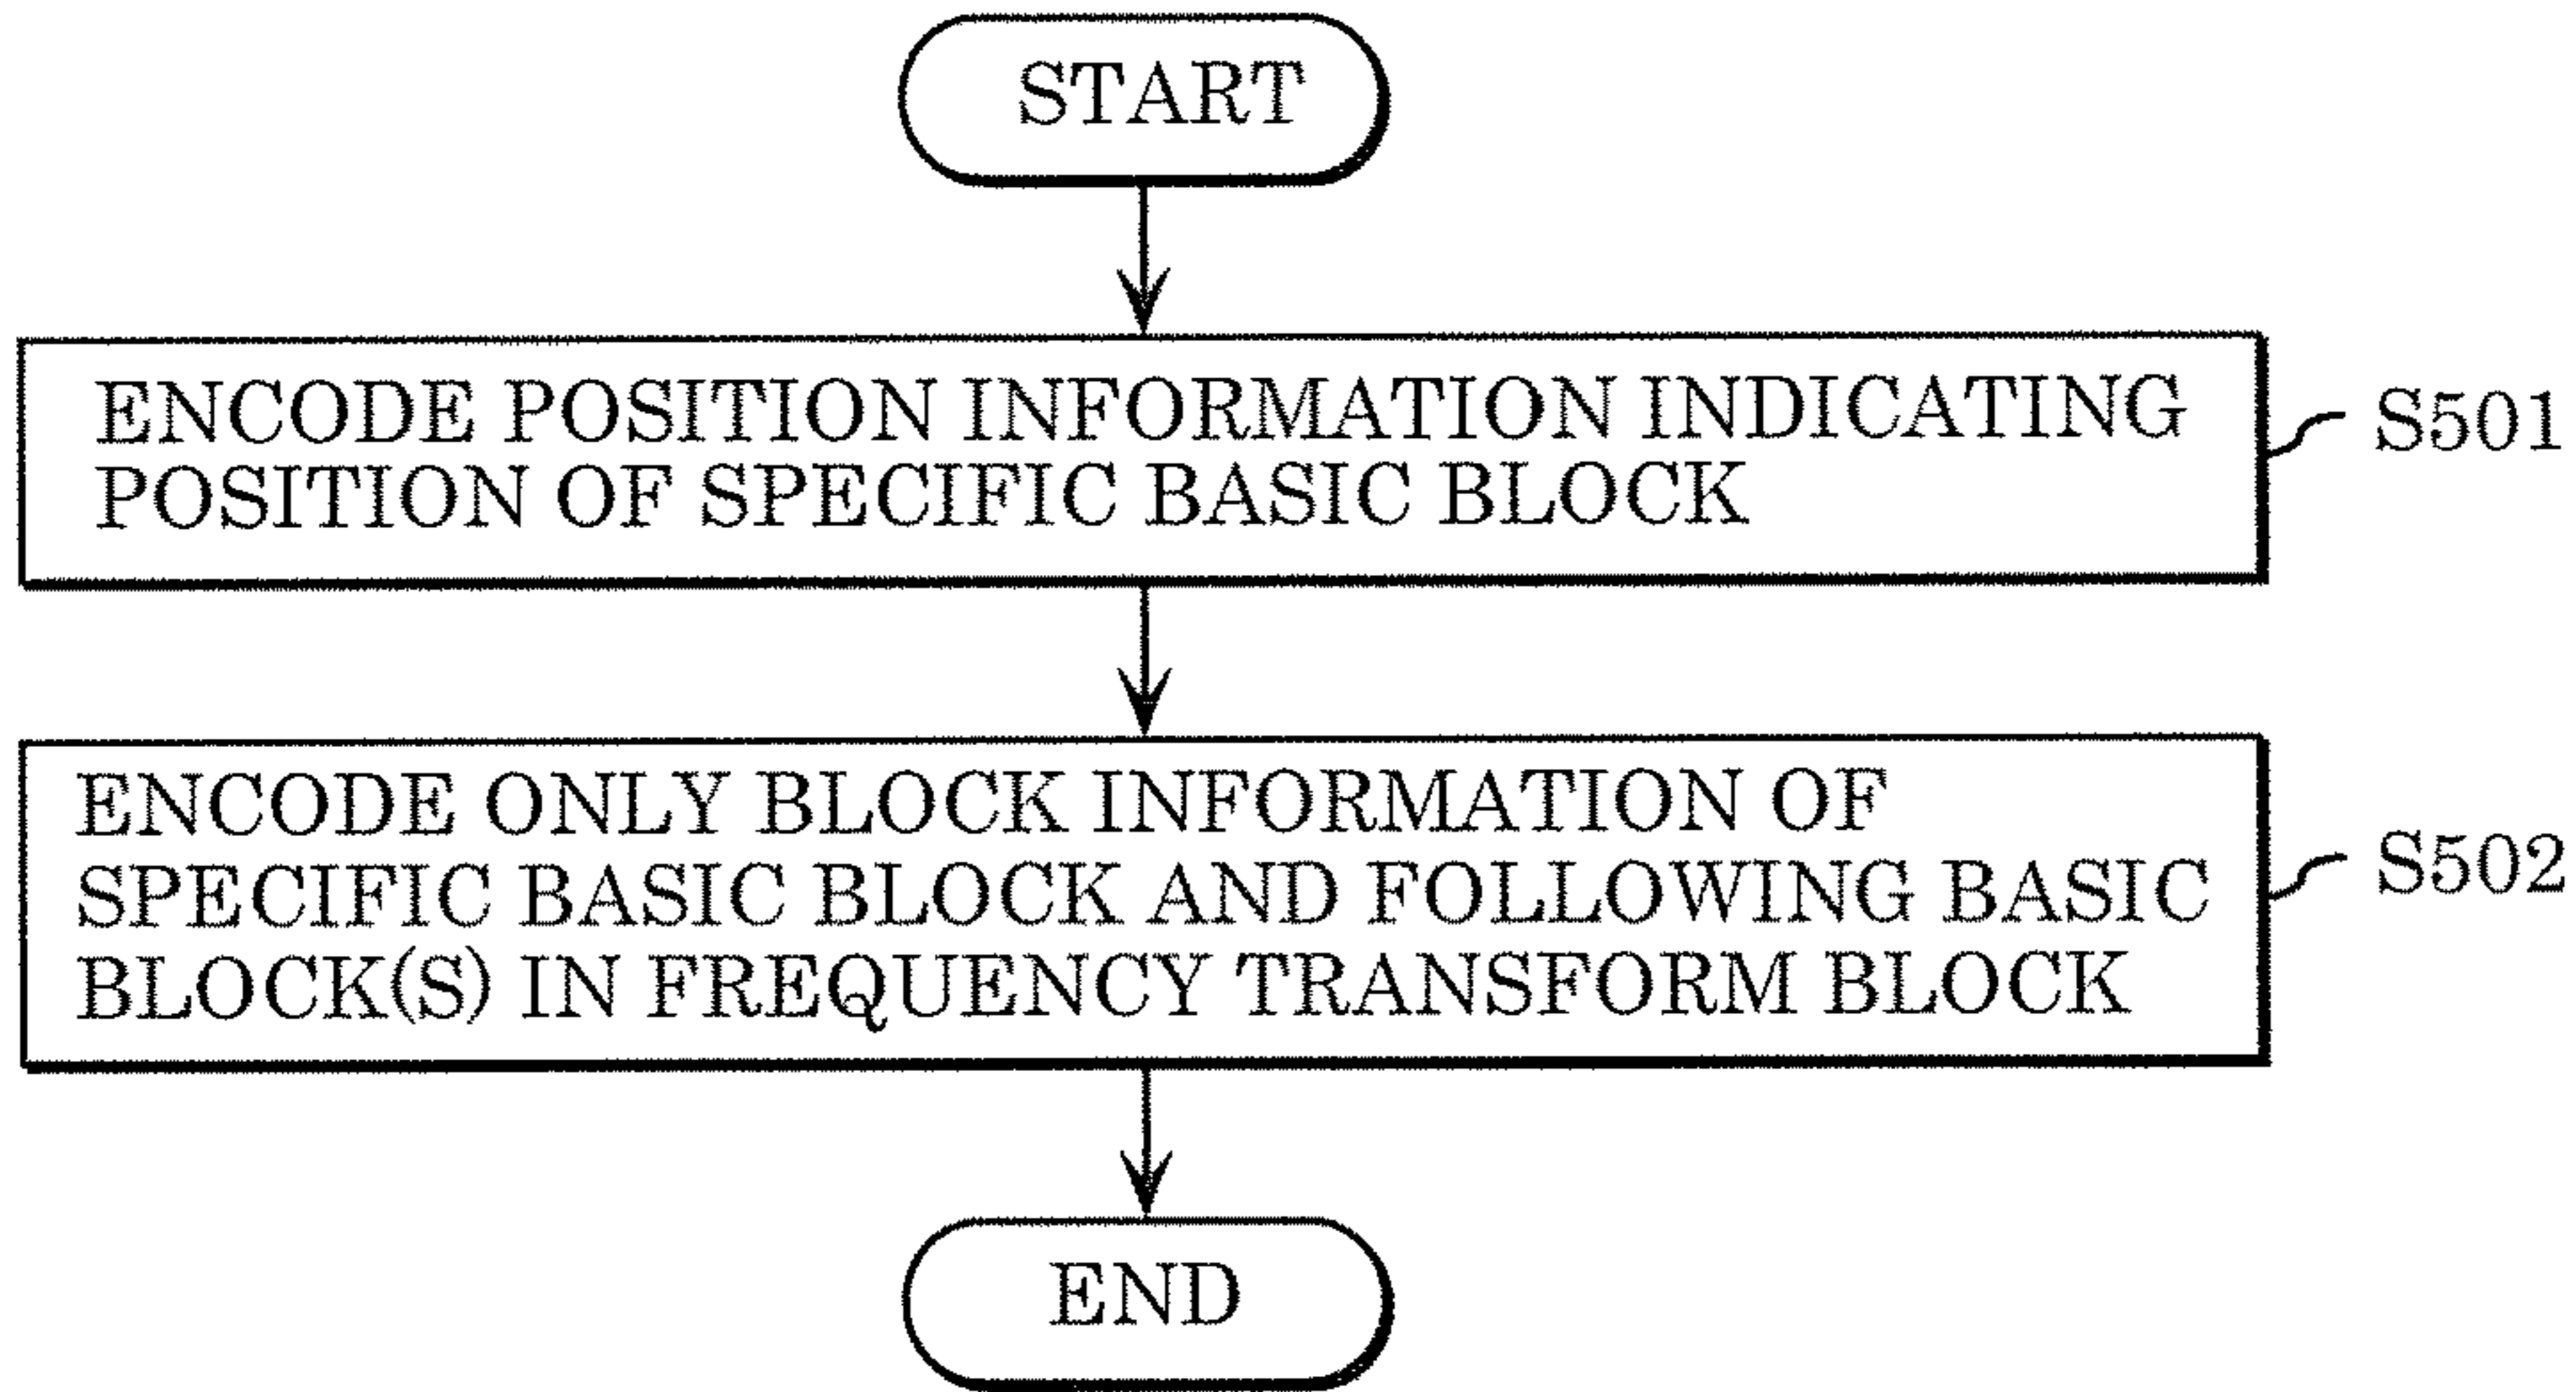 START
ENCODE POSITION INFORMATION INDICATING
POSITION OF SPECIFIC BASIC BLOCK
S501
ENCODE ONLY BLOCK INFORMATION OF
SPECIFIC BASIC BLOCK AND FOLLOWING BASIC
BLOCK(S) IN FREQUENCY TRANSFORM BLOCK
S502
END